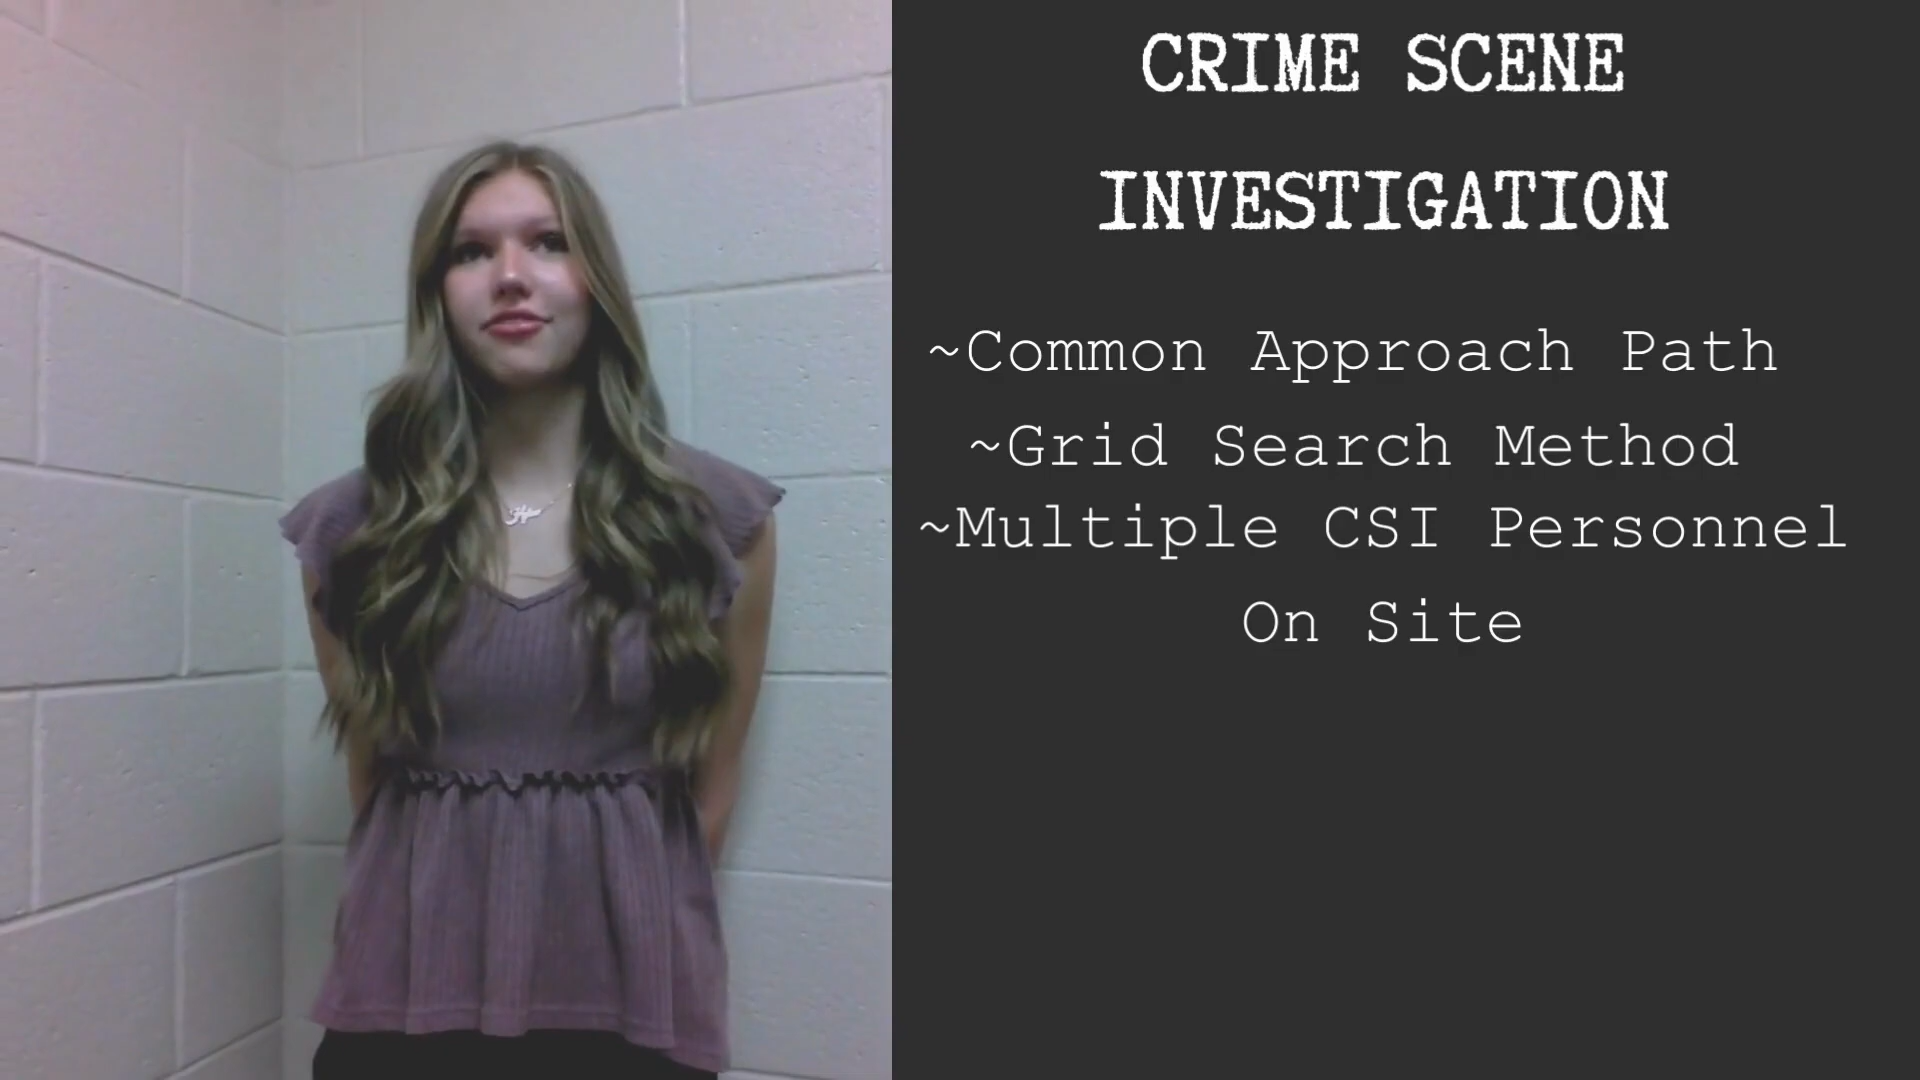 CRIME SCENE
INVESTIGATION
~Common Approach Path
~Grid Search Method
~Multiple CSI Personnel
On Site